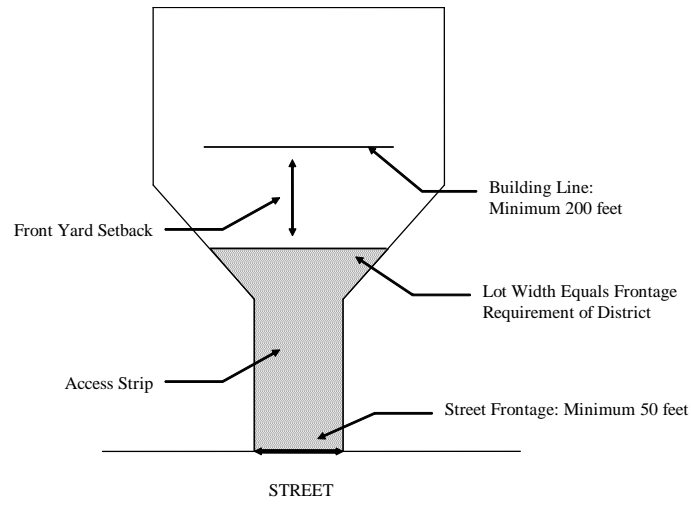 Building Line:
Minimum 200 feet
Front Yard Setback
Lot Width Equals Frontage
Requirement of District
Access Strip
Street Frontage: Minimum 50 feet
STREET